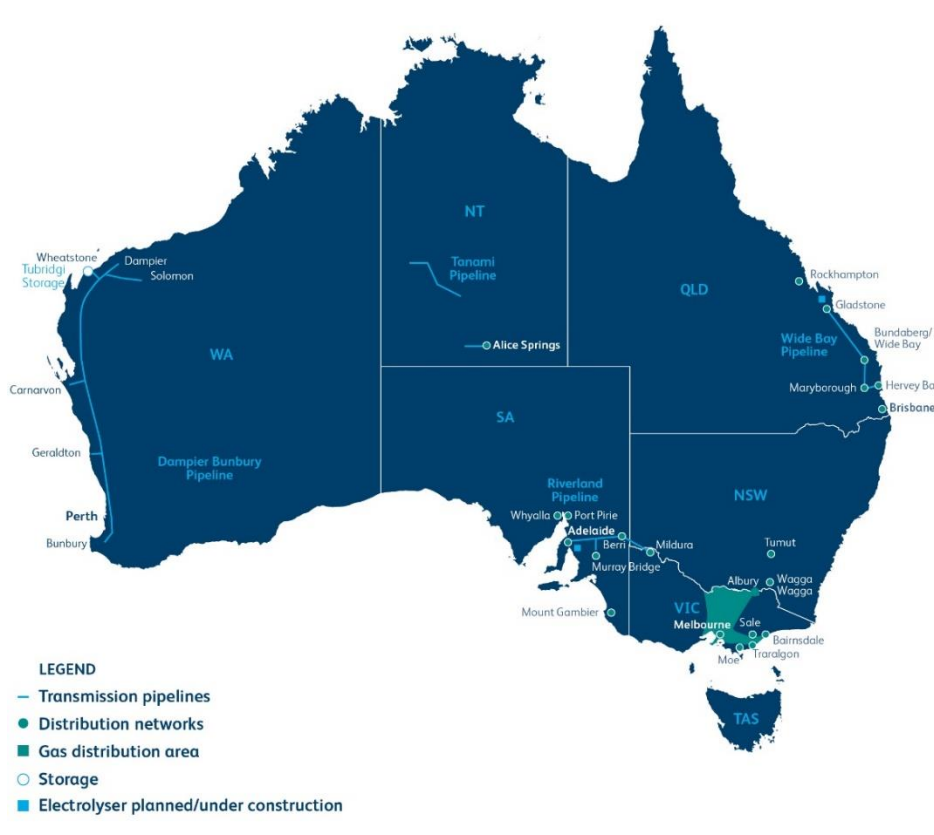 NT
Wheatstone
Dampier
Tubridgi
Storage
Solomon
Tanami
Pipeline
Rockhampton
QLD
Gladstone
Bundaberg/
Wide Bay
Wide Bay
Pipeline
Alice Springs
WA
Carnarvon
Maryborough
Hervey Ba
Brisbane
SA
Geraldton
Dampier Bunbury
Pipeline
Riverland
Pipeline
NSW
Perth
Whyalla
Port Pirie
Adelaide
Bunbury
Berri
Mildura
Tumut
Murray Bridge
Albury
Wagga
Wagga
Mount Gambier
VIC
Melbourne
Sale
Bairnsdale
Moe
Traralgon
TAS
LEGEND
Transmission pipelines
Distribution networks
Gas distribution area
Storage
Electrolyser planned/under construction